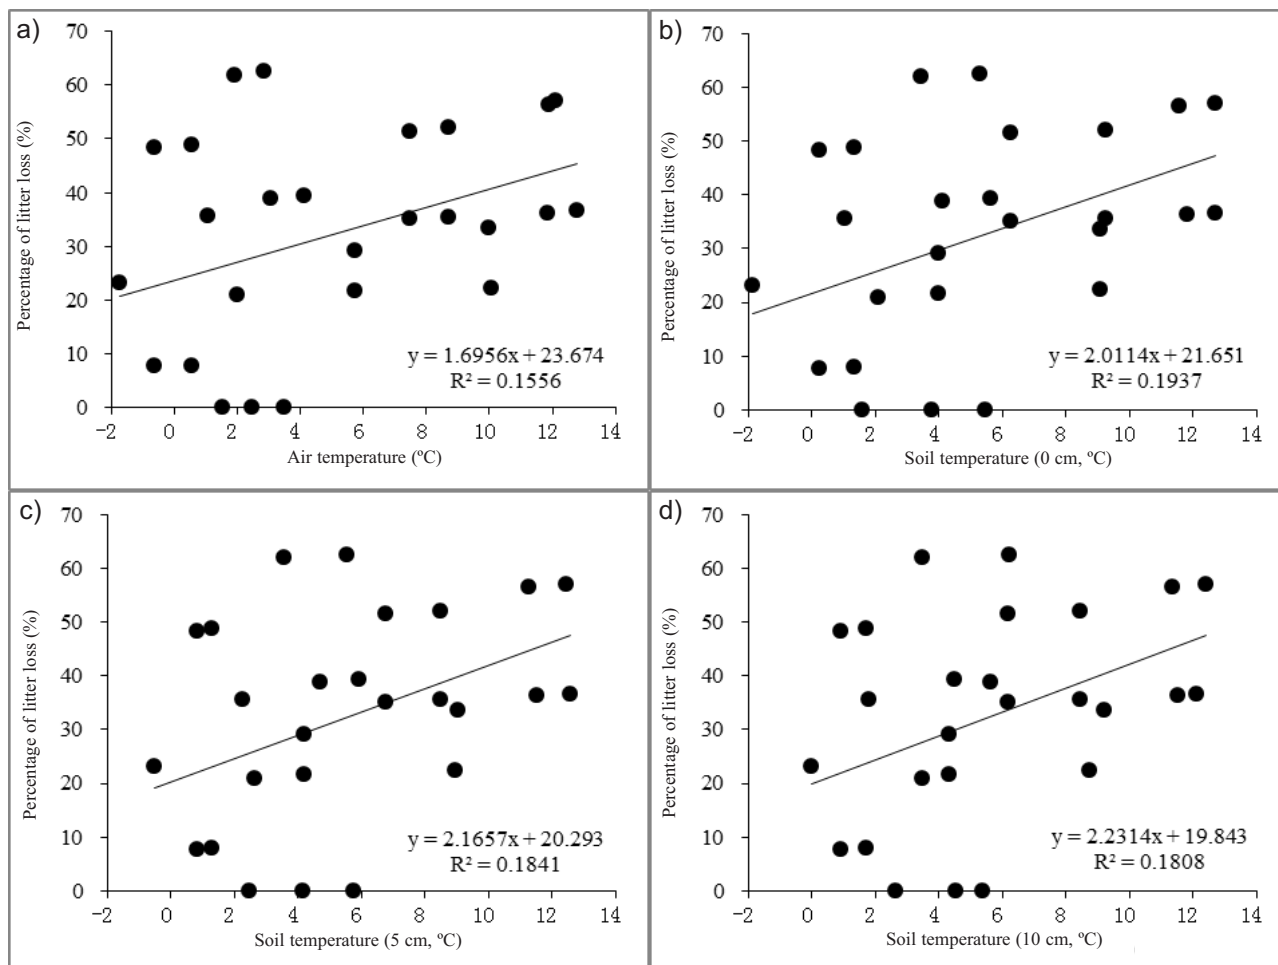 a)
70
60
50
40
30
20
10
0
Percentage of litter loss (%)
y = 1.6956x + 23.674
R² = 0.1556
-2 0 2 4 6 8 10 12 14
Air temperature (ºC)
b)
70
60
50
40
30
20
10
0
Percentage of litter loss (%)
y = 2.0114x + 21.651
R² = 0.1937
-2 0 2 4 6 8 10 12 14
Soil temperature (0 cm, ºC)
c)
70
60
50
40
30
20
10
0
Percentage of litter loss (%)
y = 2.1657x + 20.293
R² = 0.1841
-2 0 2 4 6 8 10 12 14
Soil temperature (5 cm, ºC)
d)
70
60
50
40
30
20
10
0
Percentage of litter loss (%)
y = 2.2314x + 19.843
R² = 0.1808
-2 0 2 4 6 8 10 12 14
Soil temperature (10 cm, ºC)